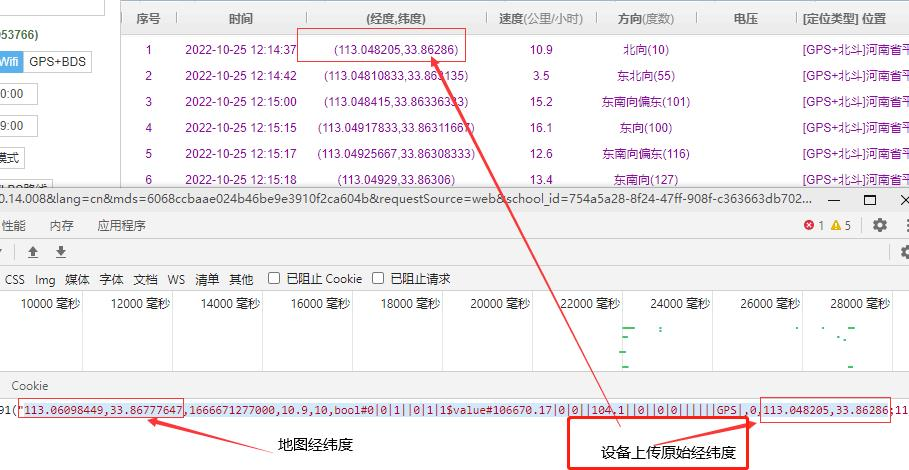 序号 时间 (经度,纬度) 速度(公里/小时) 方向(度数) 电压 [定位类型] 位置
53766)
1 2022-10-25 12:14:37 (113.048205,33.86286) 10.9 北向(10) [GPS+北斗]河南省平
Wifi GPS+BDS
2 2022-10-25 12:14:42 (113.04810833,33.863135) 3.5 东北向(55) [GPS+北斗]河南省平
0:00
3 2022-10-25 12:15:00 (113.048415,33.86336333) 15.2 东南向偏东(101) [GPS+北斗]河南省平
9:00
4 2022-10-25 12:15:15 (113.04917833,33.86311667) 16.1 东向(100) [GPS+北斗]河南省平
模式
5 2022-10-25 12:15:17 (113.04925667,33.86308333) 12.6 东南向偏东(116) [GPS+北斗]河南省平
6 2022-10-25 12:15:18 (113.04929,33.86306) 13.4 东南向(127) [GPS+北斗]河南省平
0.14.008&lang=cn&mds=6068ccbaae024b46be9e3910f2ca604b&requestSource=web&school_id=754a5a28-8f24-47ff-908f-c363663db702...
性能 内存 应用程序 1 5
CSS Img 媒体 字体 文档 WS 清单 其他 已阻止 Cookie 已阻止请求
10000 毫秒 12000 毫秒 14000 毫秒 16000 毫秒 18000 毫秒 20000 毫秒 22000 毫秒 24000 毫秒 26000 毫秒 28000 毫秒
Cookie
91("113.06098449,33.86777647,1666671277000,10.9,10,bool#0|0|1||0|1|1$value#106670.17|0|0||104.1||0||0|0||||||GPS|,0,113.048205,33.86286;11
地图经纬度
设备上传原始经纬度